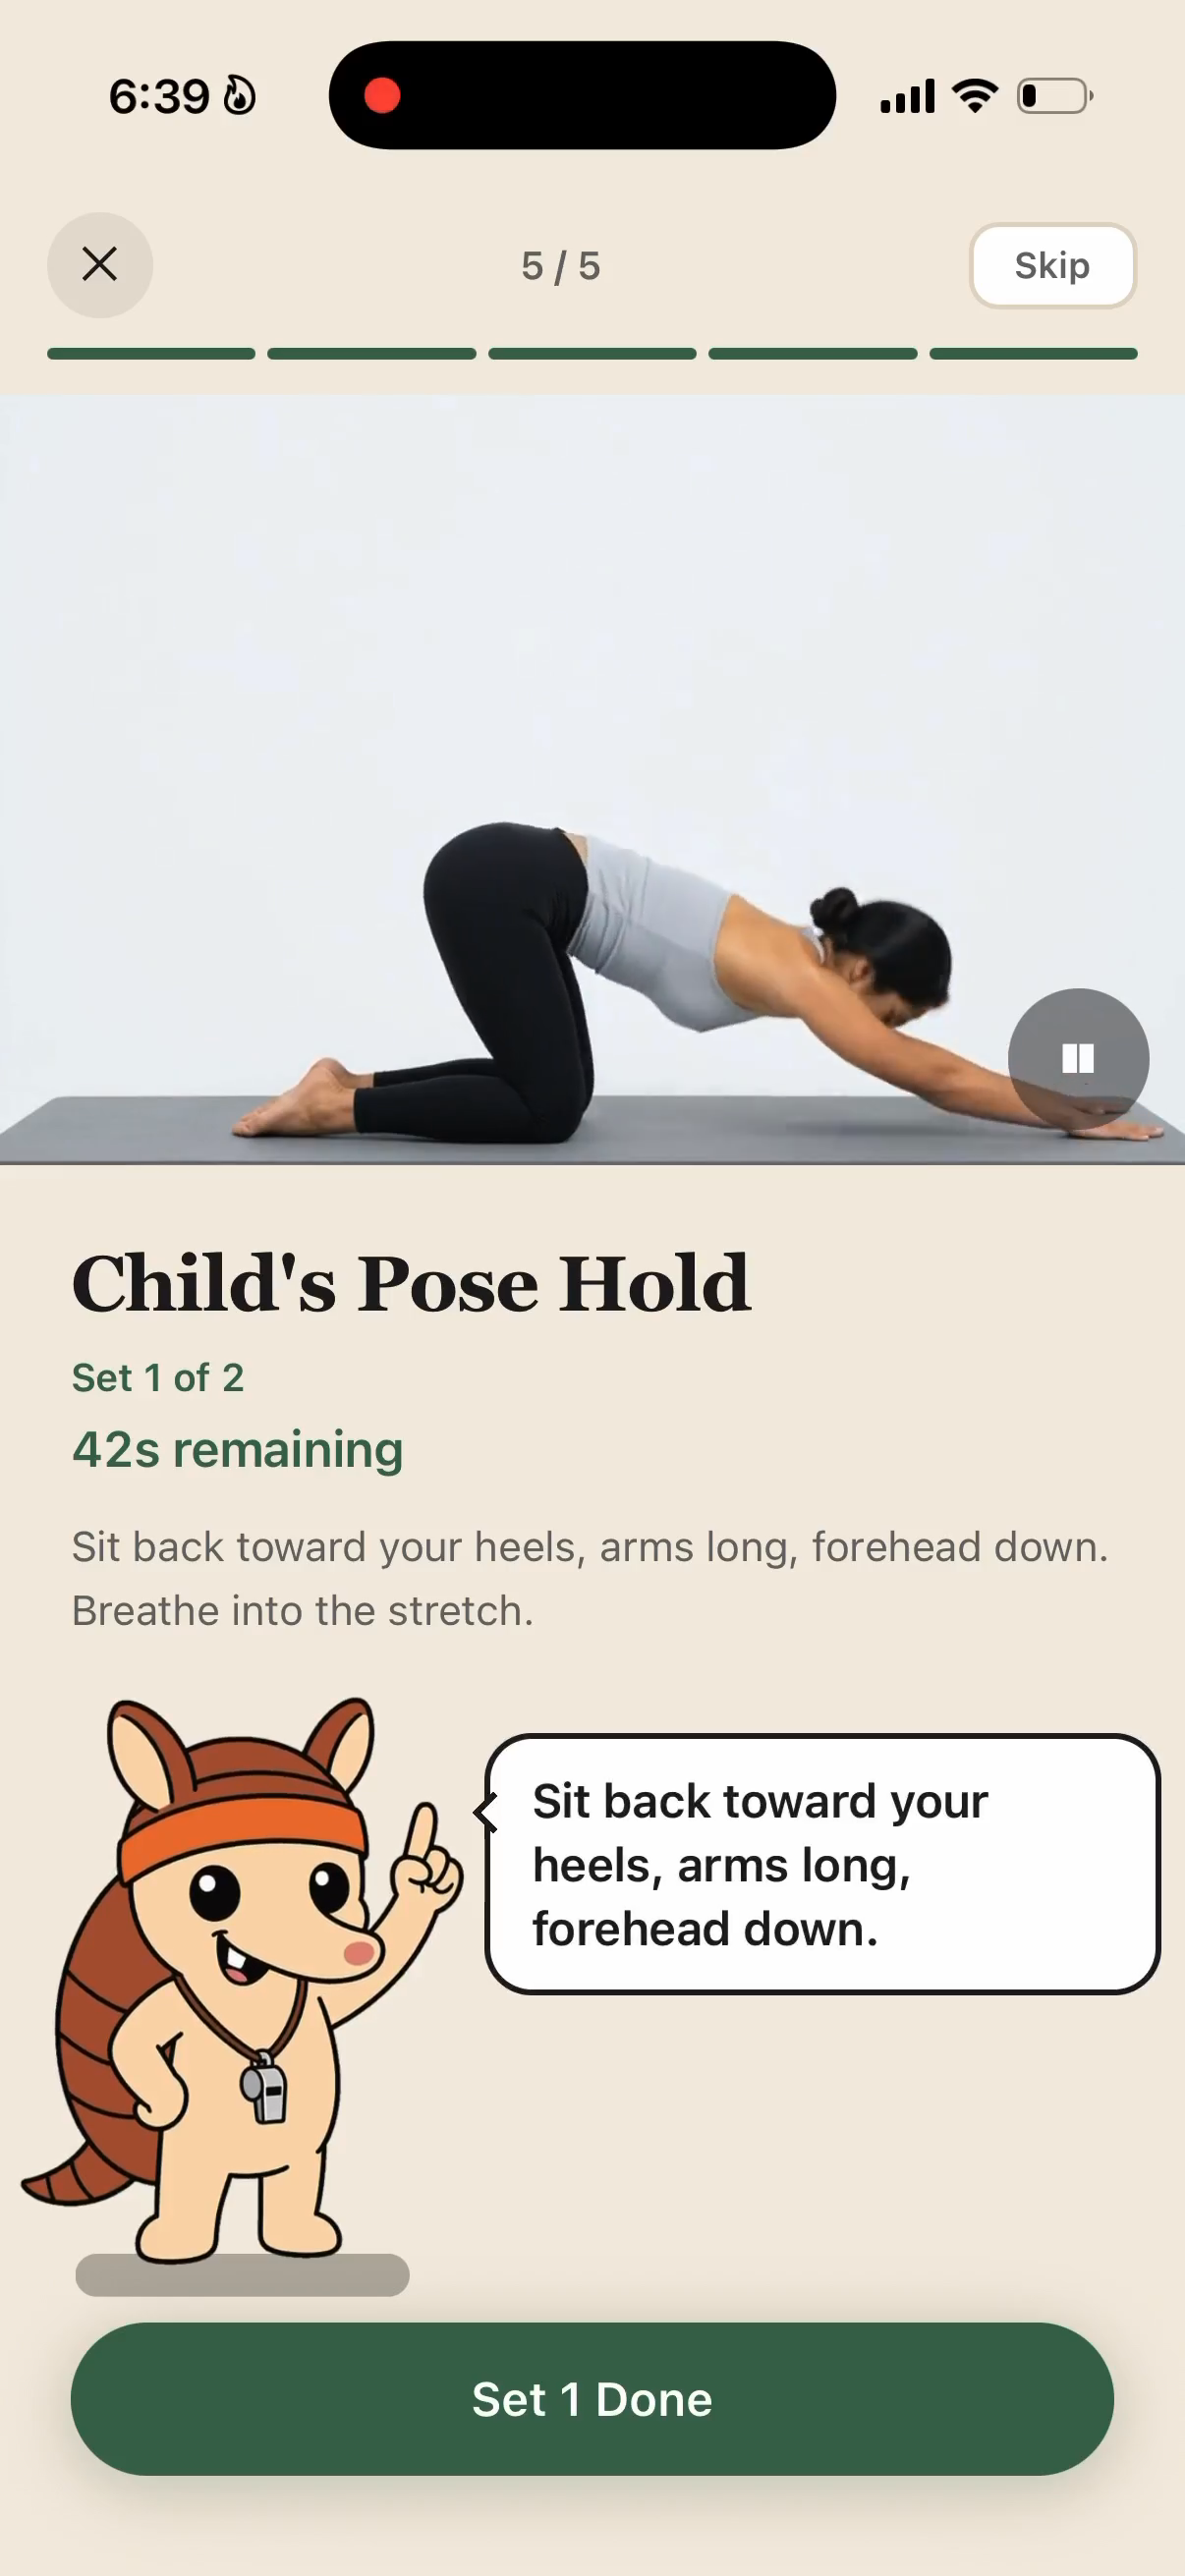 6:39
5 / 5
Skip
Child's Pose Hold
Set 1 of 2
42s remaining
Sit back toward your heels, arms long, forehead down.
Breathe into the stretch.
Sit back toward your
heels, arms long,
forehead down.
Set 1 Done